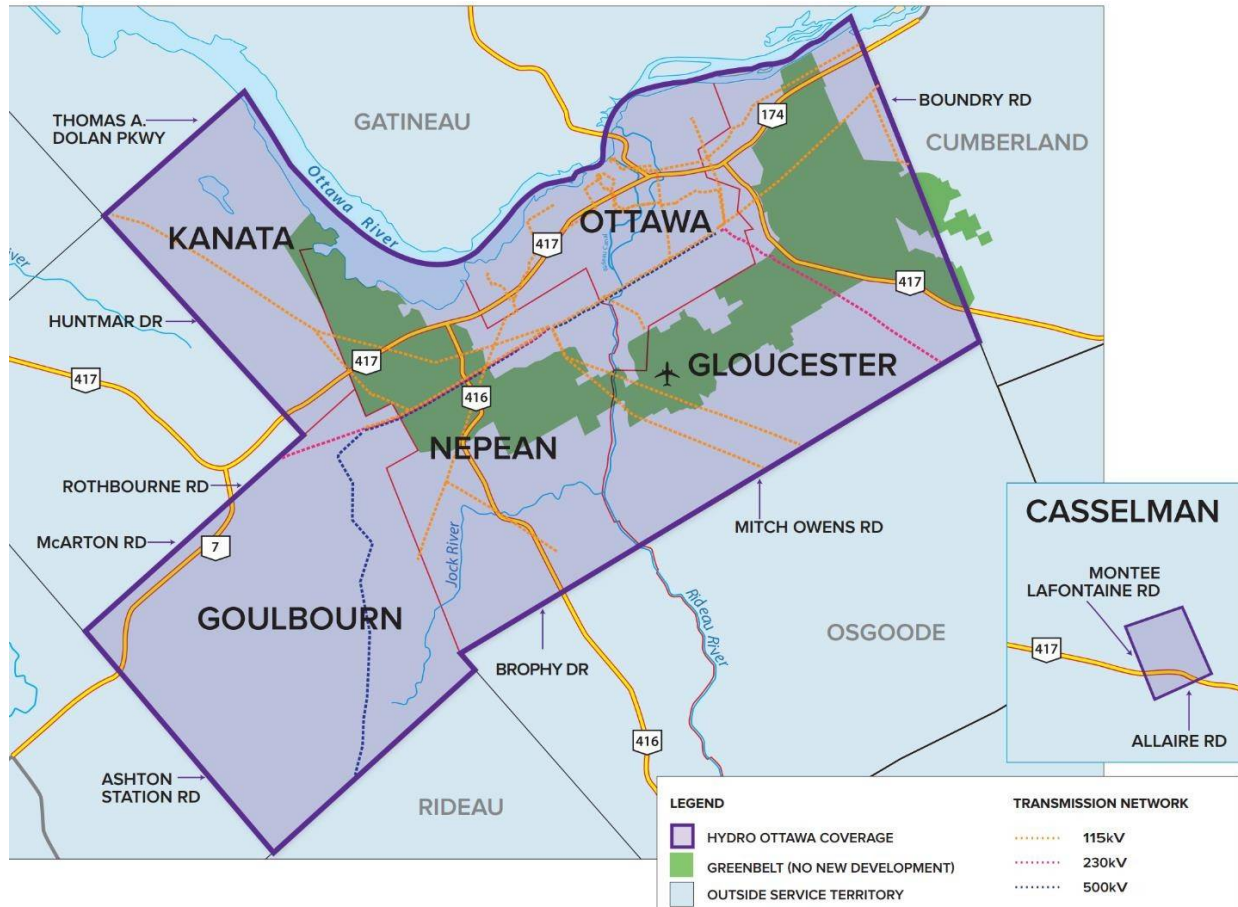 THOMAS A.
DOLAN PKWY
GATINEAU
174
BOUNDRY RD
CUMBERLAND
Ottawa River
KANATA
OTTAWA
417
Rideau Canal
417
HUNTMAR DR
417
417
416
GLOUCESTER
NEPEAN
ROTHBOURNE RD
McARTON RD
7
MITCH OWENS RD
Jock River
GOULBOURN
Rideau River
OSGOODE
BROPHY DR
416
ASHTON
STATION RD
RIDEAU
CASSELMAN
MONTEE
LAFONTAINE RD
417
ALLAIRE RD
LEGEND
HYDRO OTTAWA COVERAGE
GREENBELT (NO NEW DEVELOPMENT)
OUTSIDE SERVICE TERRITORY
TRANSMISSION NETWORK
115kV
230kV
500kV